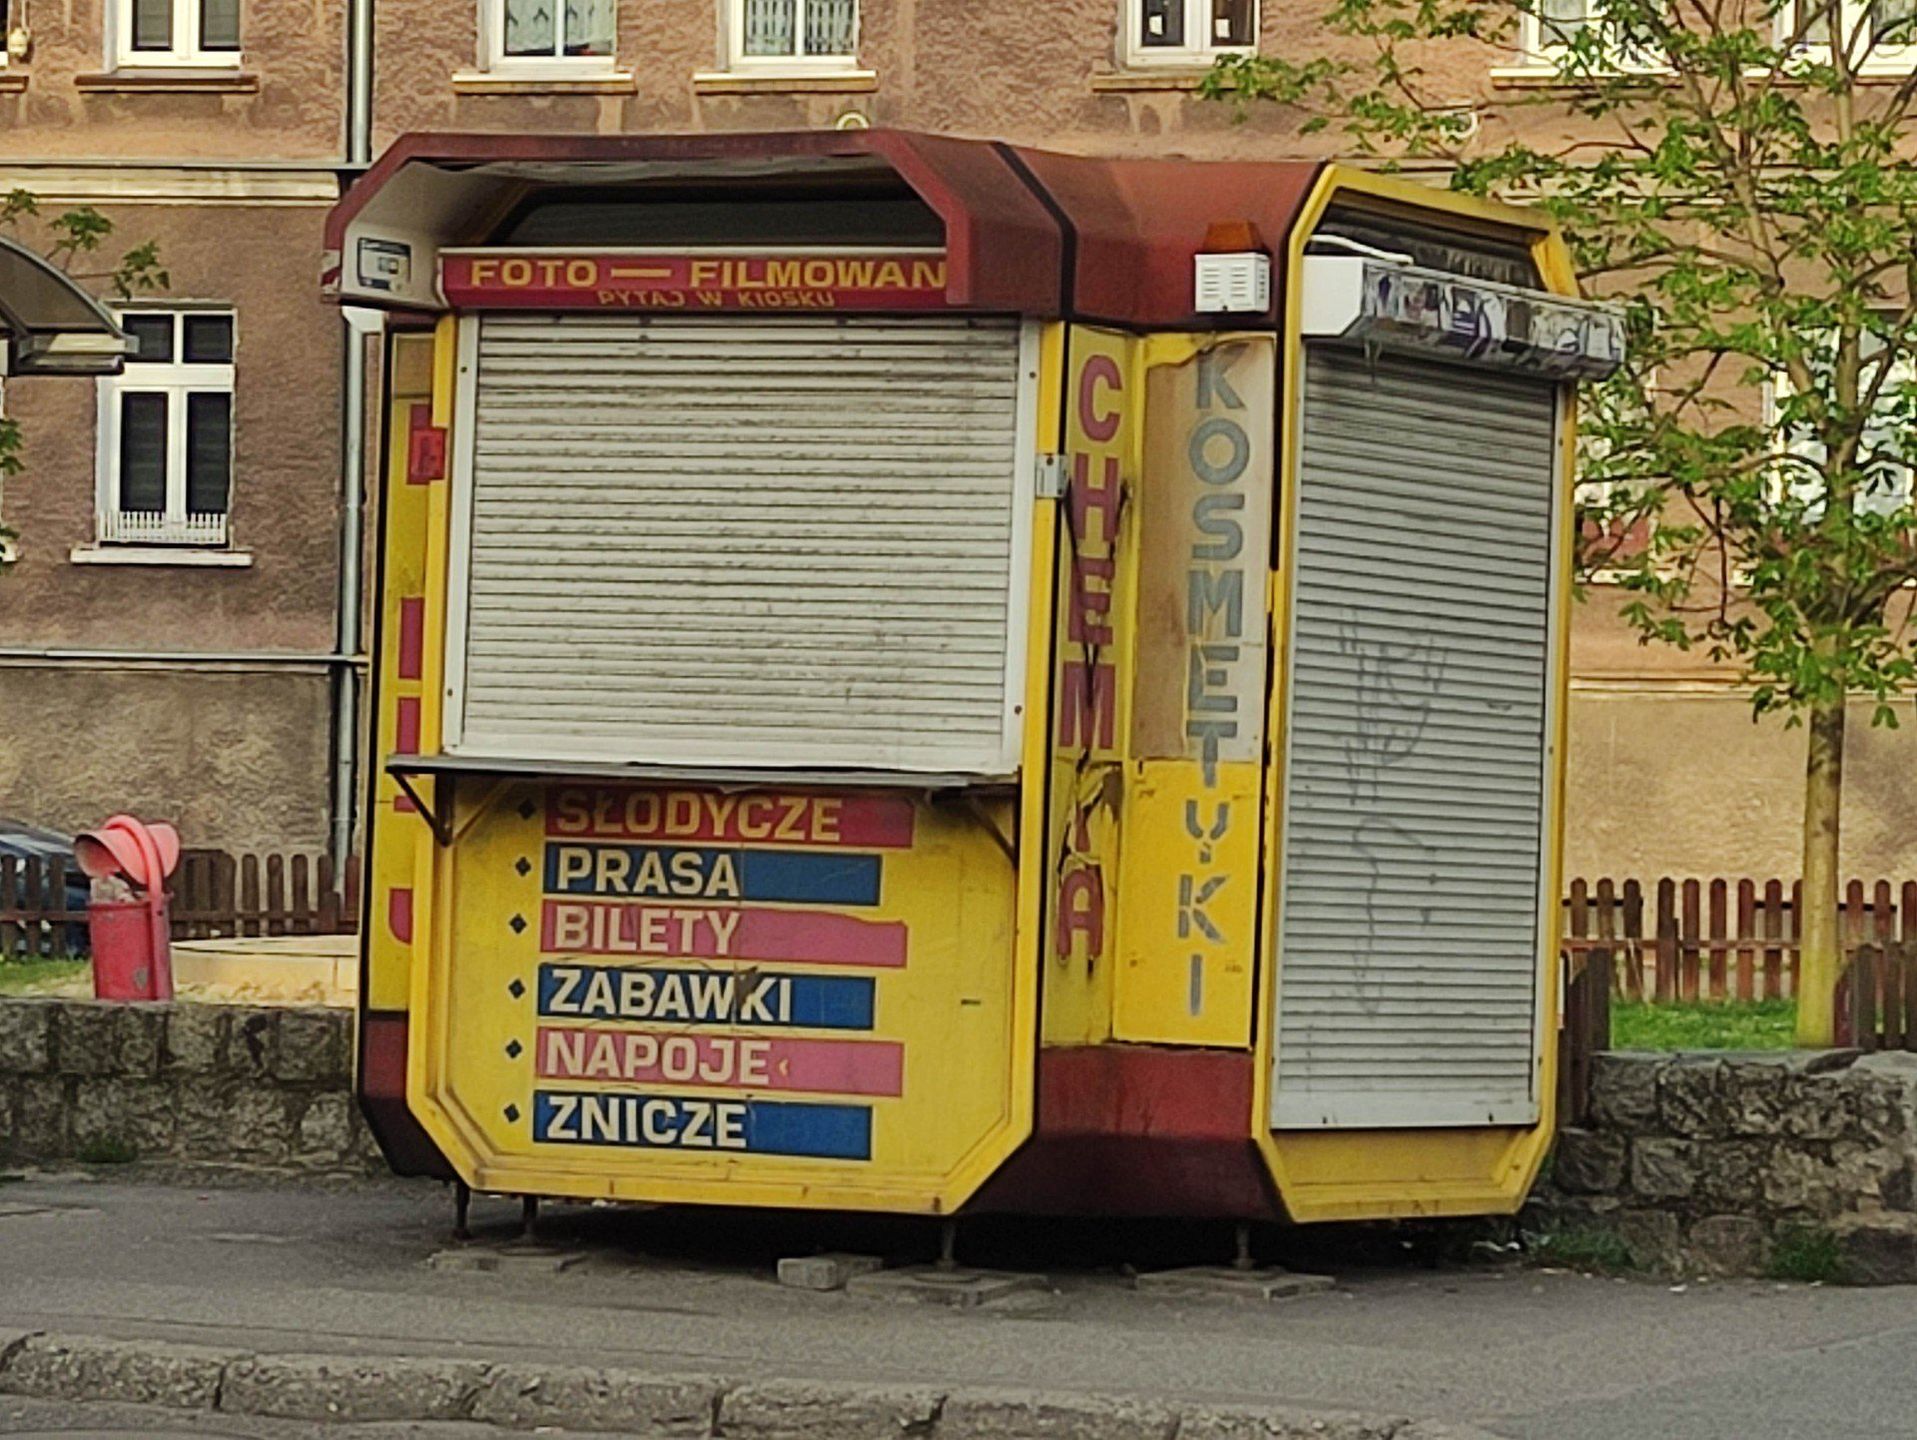 FOTO — FILMOWAN
PYTAJ W KIOSKU
CHEMIA
KOSMETYKI
SŁODYCZE
PRASA
BILETY
ZABAWKI
NAPOJE
ZNICZE